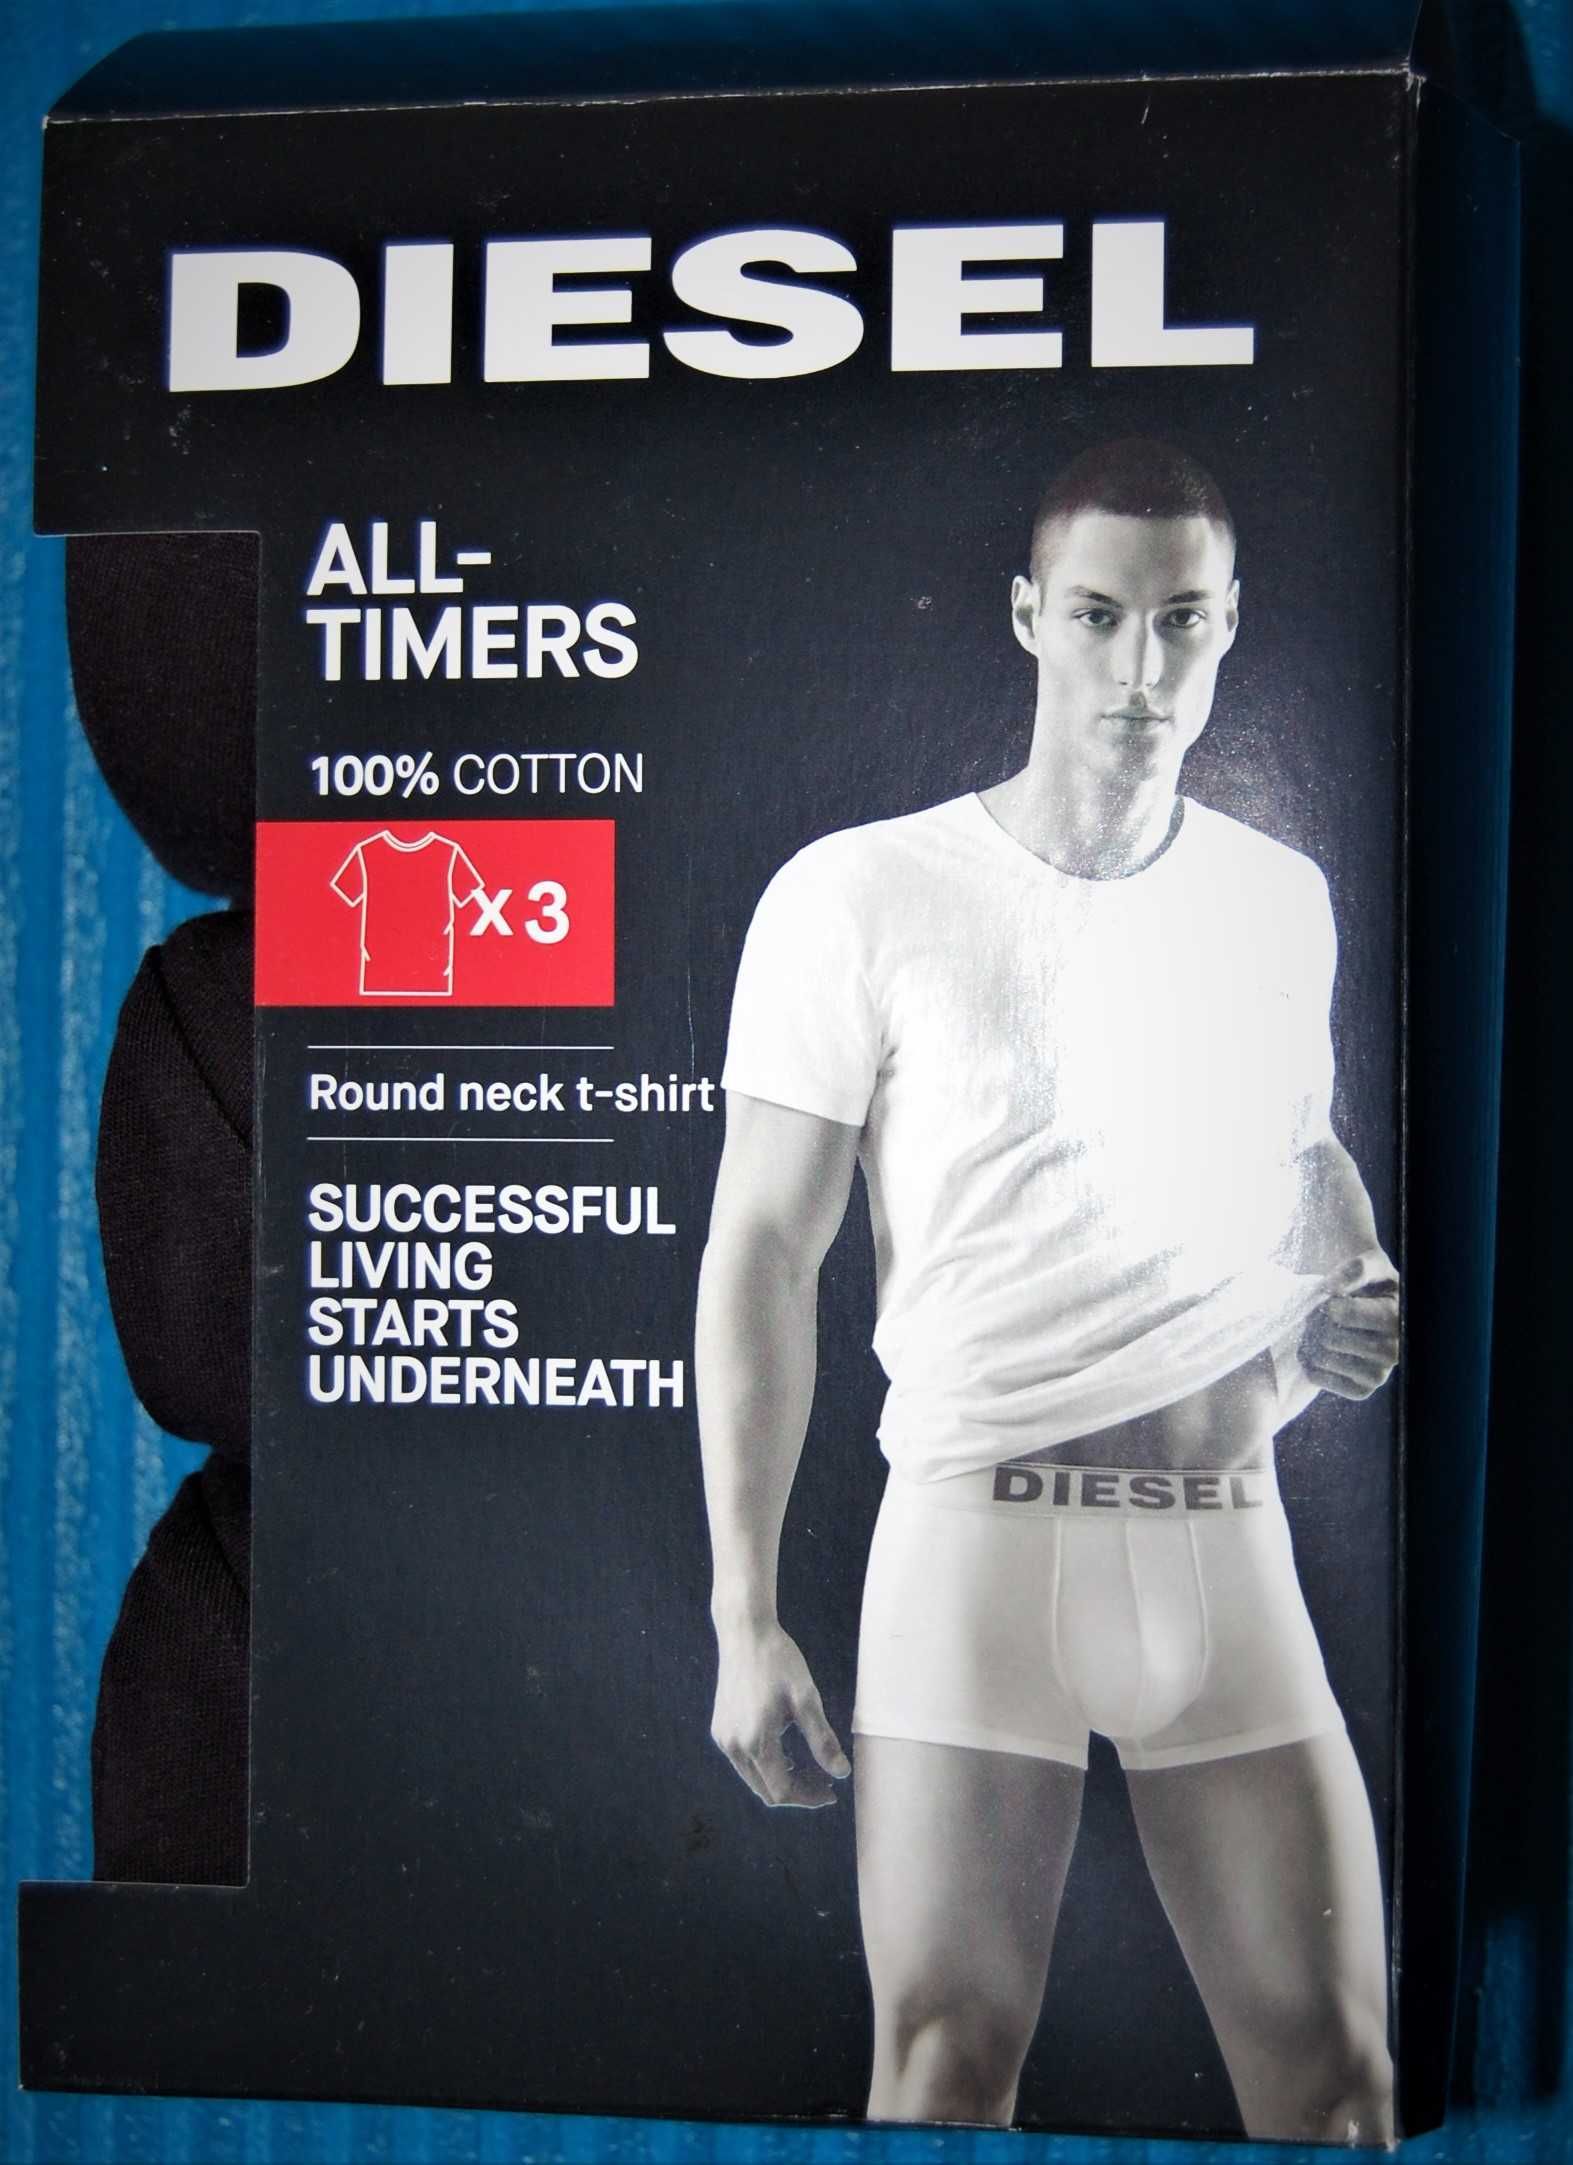 DIESEL
ALL-
TIMERS
100% COTTON
x3
Round neck t-shirt
SUCCESSFUL
LIVING
STARTS
UNDERNEATH
DIESEL